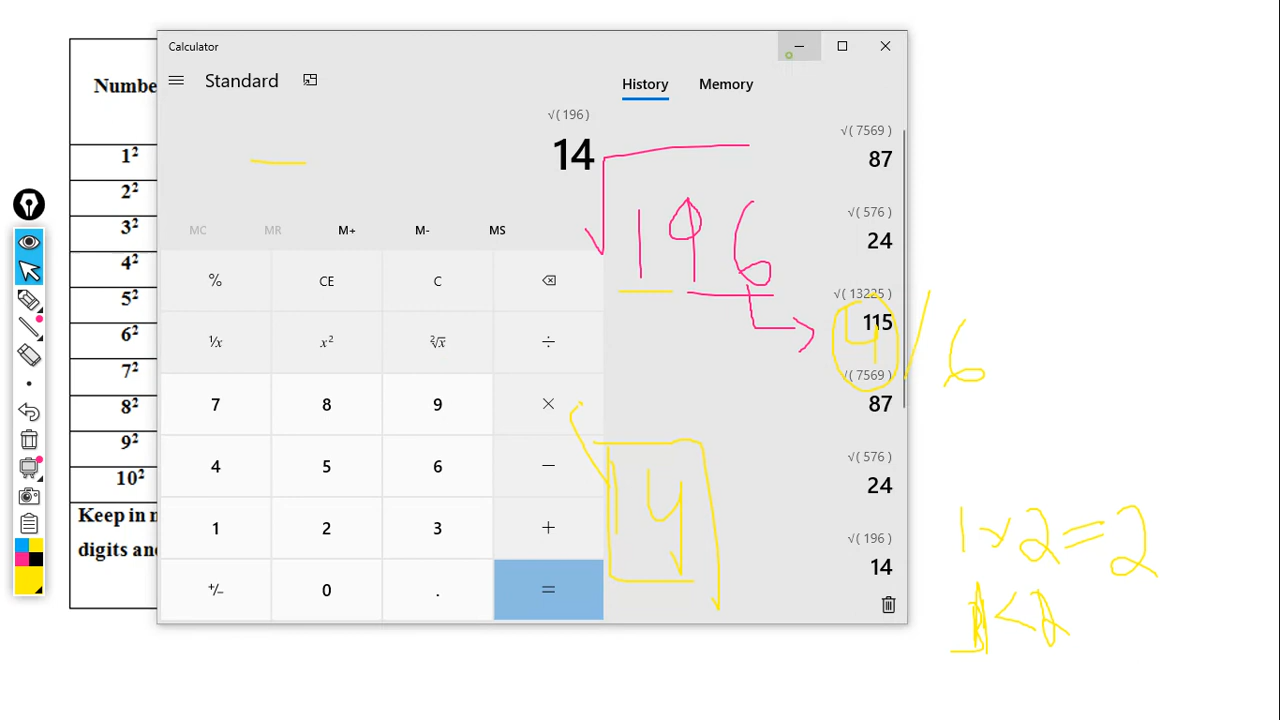 Numbe
1²
2²
3²
4²
5²
6²
7²
8²
9²
10²
Keep in
digits an
Calculator
Standard
√(196)
14
MC MR M+ M- MS
% CE C
¹/x x² ²√x ÷
7 8 9 ×
4 5 6 −
1 2 3 +
+/− 0 . =
History Memory
√(7569)
87
√(576)
24
√(13225)
115
√(7569)
87
√(576)
24
√(196)
14
√196
4/6
14
1×2=2
1<2